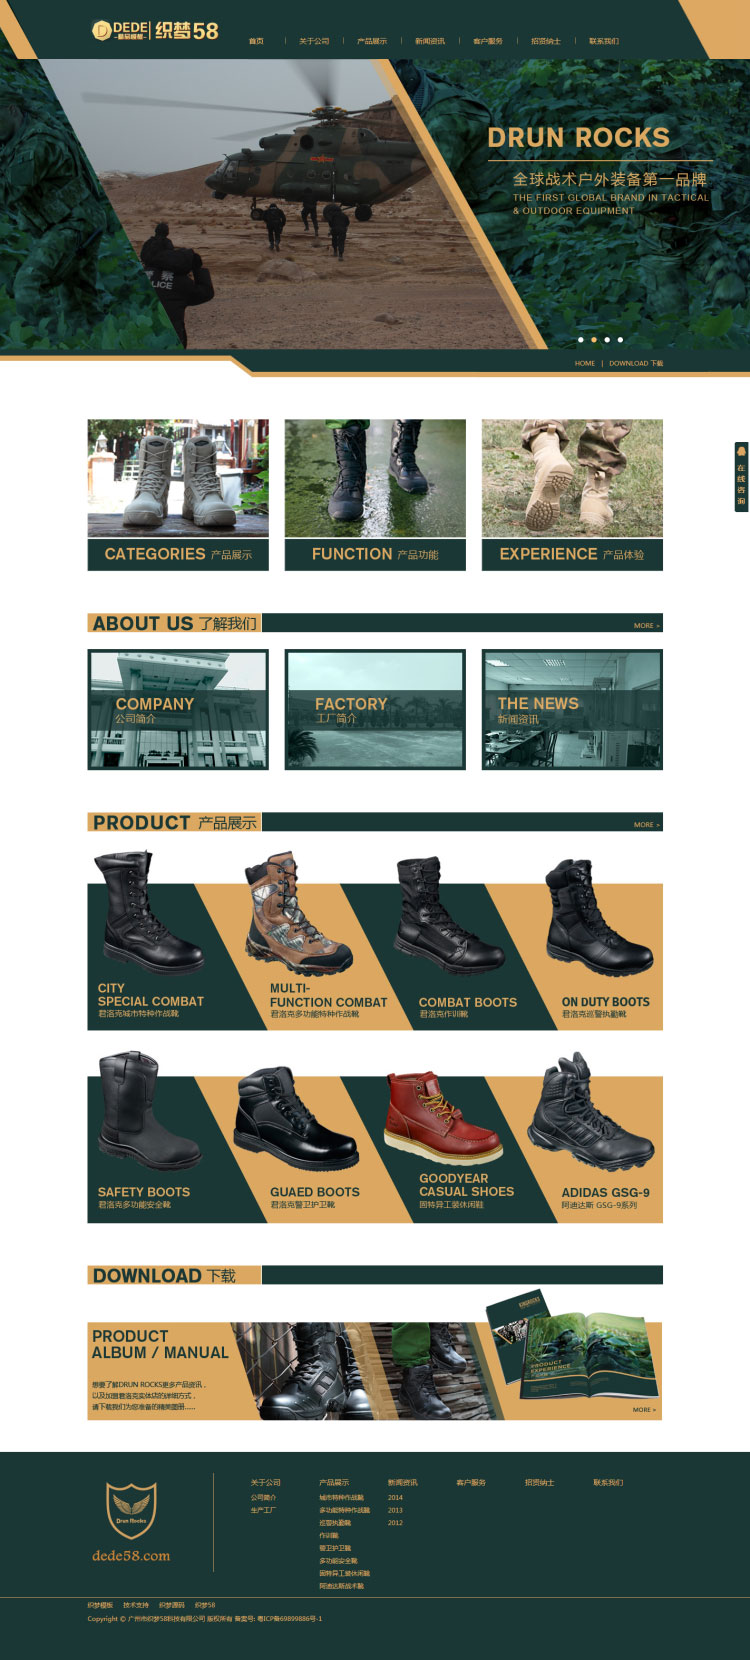 DEDE
织梦58
首页 关于公司 产品展示 新闻资讯 客户服务 招贤纳士 联系我们
DRUN ROCKS
全球战术户外装备第一品牌
THE FIRST GLOBAL BRAND IN TACTICAL
& OUTDOOR EQUIPMENT
警察
LICE
HOME | DOWNLOAD 下载
在线咨询
CATEGORIES 产品展示
FUNCTION 产品功能
EXPERIENCE 产品体验
ABOUT US 了解我们
MORE >
COMPANY
公司简介
FACTORY
工厂简介
THE NEWS
新闻资讯
PRODUCT 产品展示
MORE >
CITY
SPECIAL COMBAT
君洛克城市特种作战靴
MULTI-
FUNCTION COMBAT
君洛克多功能特种作战靴
COMBAT BOOTS
君洛克作训靴
ON DUTY BOOTS
君洛克巡警执勤靴
SAFETY BOOTS
君洛克多功能安全靴
GUAED BOOTS
君洛克警卫护卫靴
GOODYEAR
CASUAL SHOES
固特异工装休闲鞋
ADIDAS GSG-9
阿迪达斯 GSG-9系列
DOWNLOAD 下载
PRODUCT
ALBUM / MANUAL
想要了解DRUN ROCKS更多产品资讯，
以及加盟君洛克实体店的详细方式，
请下载我们为您准备的精美图册......
PRODUCT
EXPERIENCE
MORE >
关于公司 产品展示 新闻资讯 客户服务 招贤纳士 联系我们
公司简介 城市特种作战靴 2014
生产工厂 多功能特种作战靴 2013
巡警执勤靴 2012
作训靴
警卫护卫靴
多功能安全靴
固特异工装休闲靴
阿迪达斯战术靴
Drun Rocks
dede58.com
织梦模板 技术支持 织梦源码 织梦58
Copyright © 广州市织梦58科技有限公司 版权所有 备案号: 粤ICP备69899886号-1